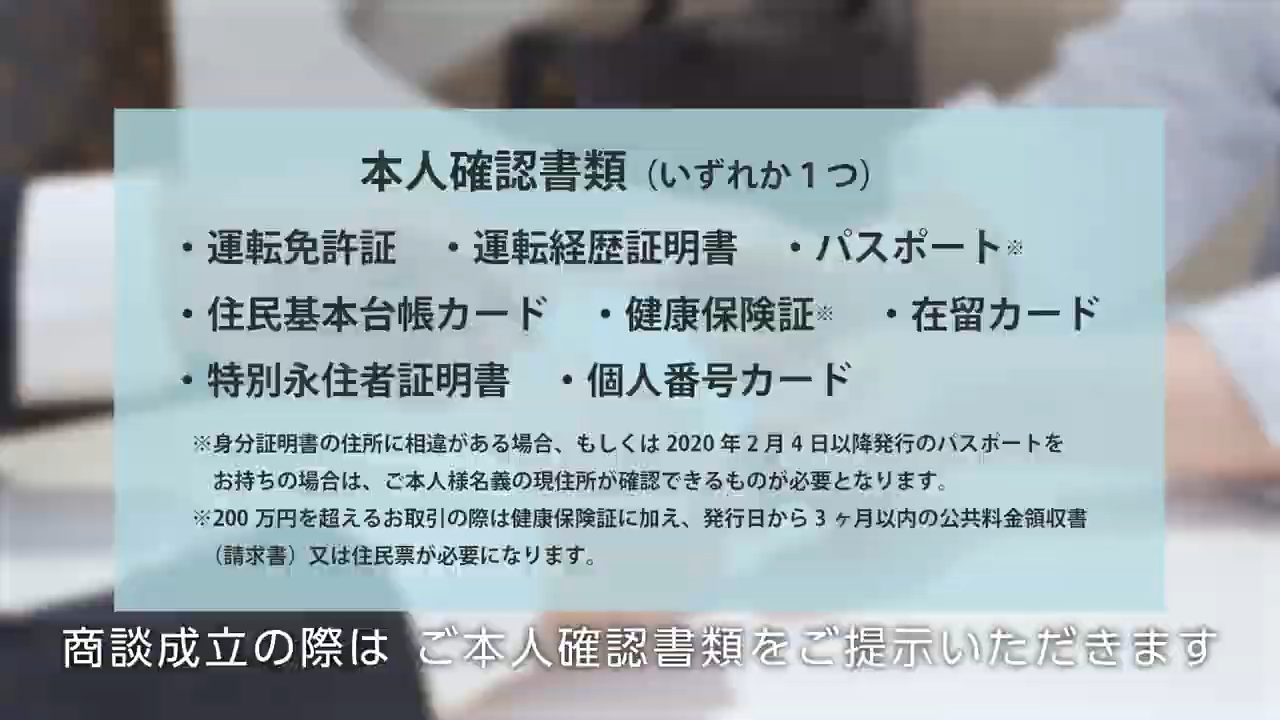 本人確認書類（いずれか1つ）
・運転免許証　・運転経歴証明書　・パスポート※
・住民基本台帳カード　・健康保険証※　・在留カード
・特別永住者証明書　・個人番号カード
※身分証明書の住所に相違がある場合、もしくは 2020 年 2 月 4 日以降発行のパスポートを
お持ちの場合は、ご本人様名義の現住所が確認できるものが必要となります。
※200 万円を超えるお取引の際は健康保険証に加え、発行日から 3 ヶ月以内の公共料金領収書
（請求書）又は住民票が必要になります。
商談成立の際は ご本人確認書類をご提示いただきます